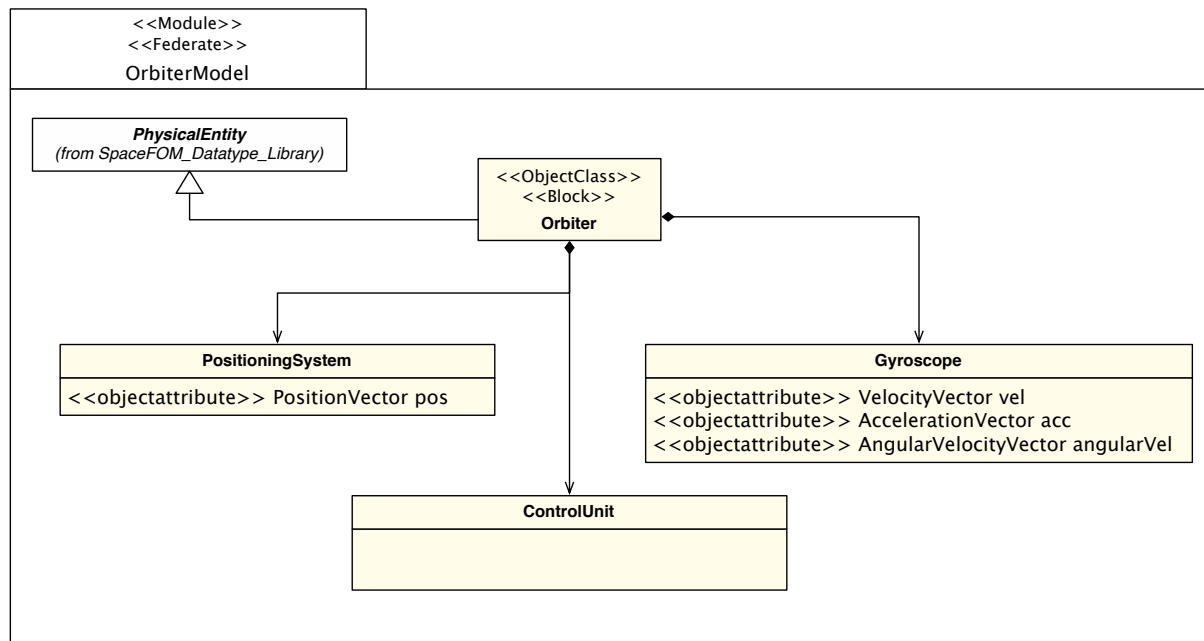 <<Module>>
<<Federate>>
OrbiterModel
PhysicalEntity
(from SpaceFOM_Datatype_Library)
<<ObjectClass>>
<<Block>>
Orbiter
PositioningSystem
<<objectattribute>> PositionVector pos
Gyroscope
<<objectattribute>> VelocityVector vel
<<objectattribute>> AccelerationVector acc
<<objectattribute>> AngularVelocityVector angularVel
ControlUnit